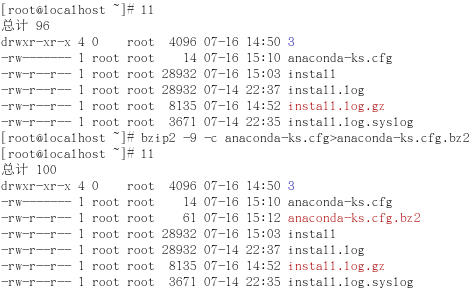 [root@localhost ~]# ll
总计 96
drwxr-xr-x 4 0    root  4096 07-16 14:50 3
-rw------- 1 root root    14 07-16 15:10 anaconda-ks.cfg
-rw-r--r-- 1 root root 28932 07-16 15:03 install
-rw-r--r-- 1 root root 28932 07-14 22:37 install.log
-rw-r--r-- 1 root root  8135 07-16 14:52 install.log.gz
-rw-r--r-- 1 root root  3671 07-14 22:35 install.log.syslog
[root@localhost ~]# bzip2 -9 -c anaconda-ks.cfg>anaconda-ks.cfg.bz2
[root@localhost ~]# ll
总计 100
drwxr-xr-x 4 0    root  4096 07-16 14:50 3
-rw------- 1 root root    14 07-16 15:10 anaconda-ks.cfg
-rw-r--r-- 1 root root    61 07-16 15:12 anaconda-ks.cfg.bz2
-rw-r--r-- 1 root root 28932 07-16 15:03 install
-rw-r--r-- 1 root root 28932 07-14 22:37 install.log
-rw-r--r-- 1 root root  8135 07-16 14:52 install.log.gz
-rw-r--r-- 1 root root  3671 07-14 22:35 install.log.syslog